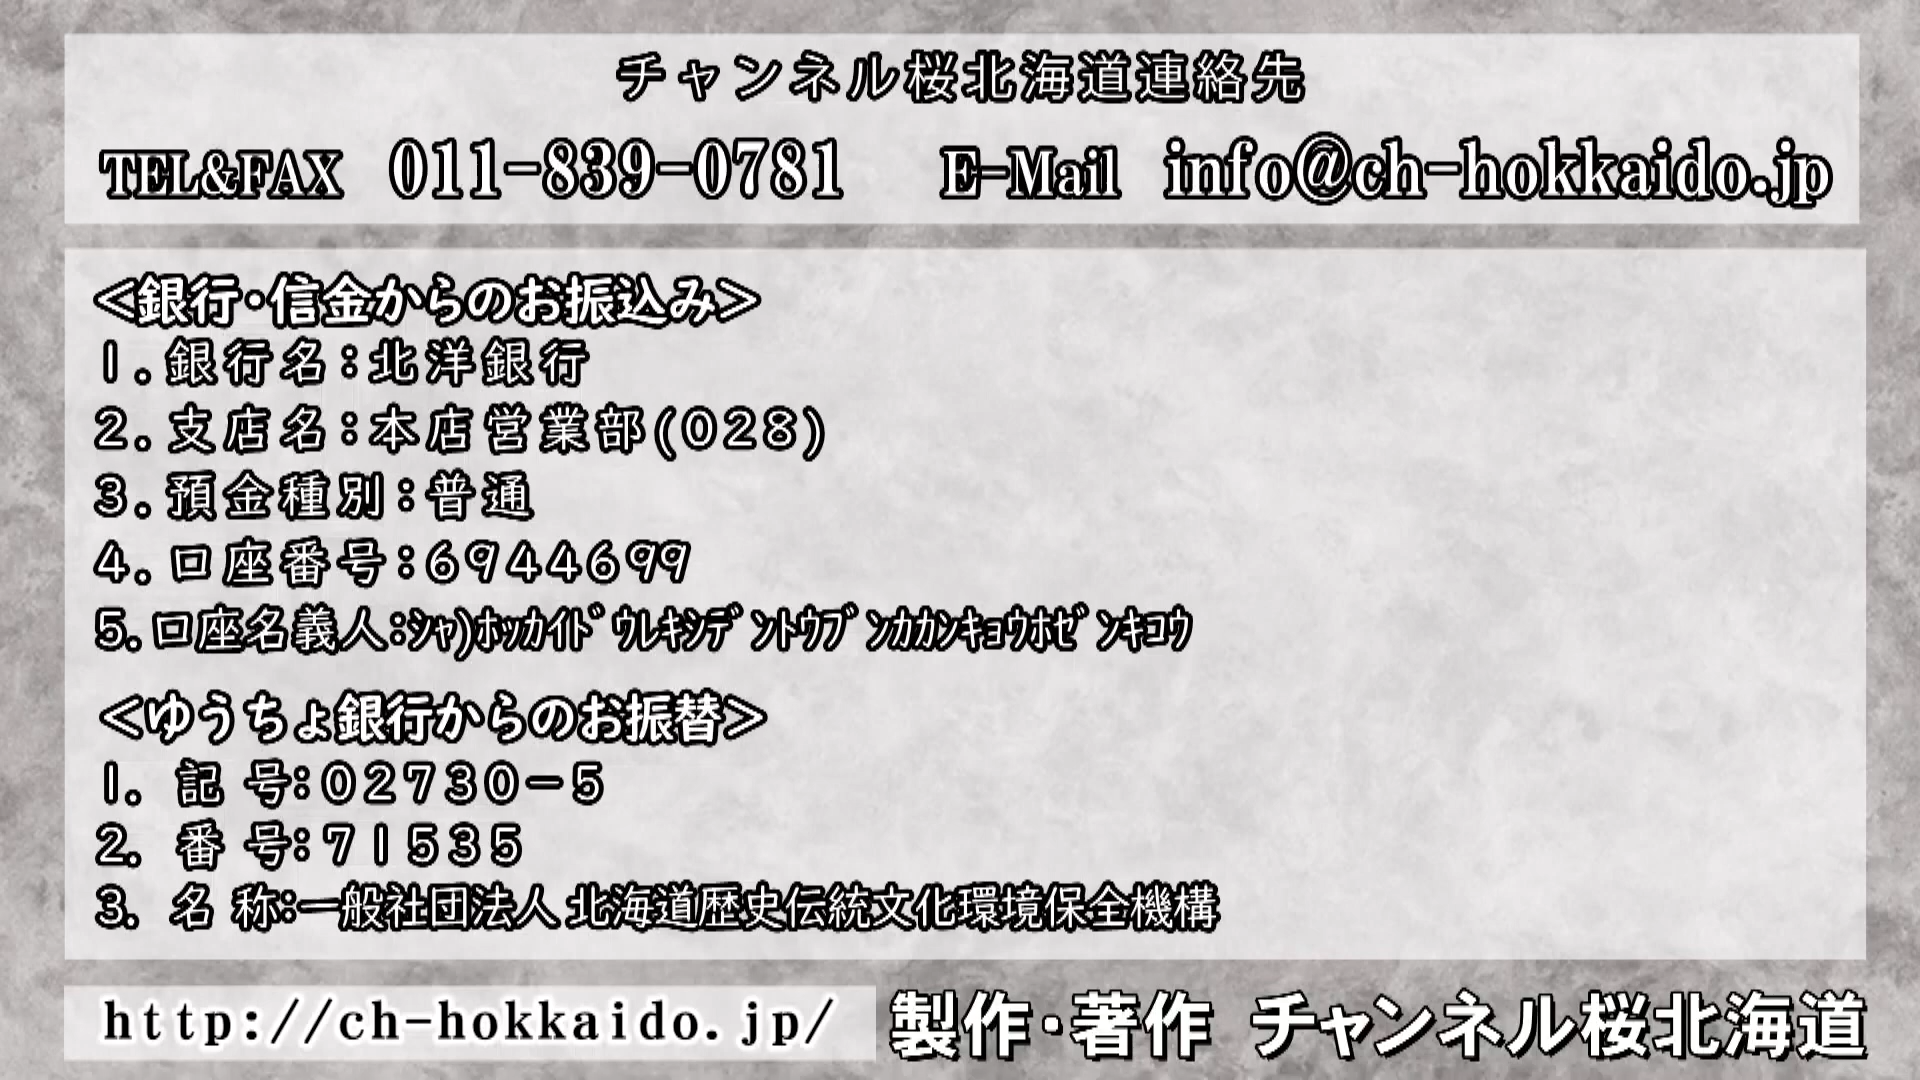 チャンネル桜北海道連絡先
TEL&FAX 011-839-0781 E-Mail info@ch-hokkaido.jp
＜銀行・信金からのお振込み＞
1．銀行名：北洋銀行
2．支店名：本店営業部(028)
3．預金種別：普通
4．口座番号：6944699
5．口座名義人：ｼｬ)ﾎｯｶｲﾄﾞｳﾚｷｼﾃﾞﾝﾄｳﾌﾞﾝｶｶﾝｷｮｳﾎｾﾞﾝｷｺｳ
＜ゆうちょ銀行からのお振替＞
1． 記 号：02730－5
2． 番 号：71535
3． 名 称：一般社団法人 北海道歴史伝統文化環境保全機構
http://ch-hokkaido.jp/ 製作・著作 チャンネル桜北海道